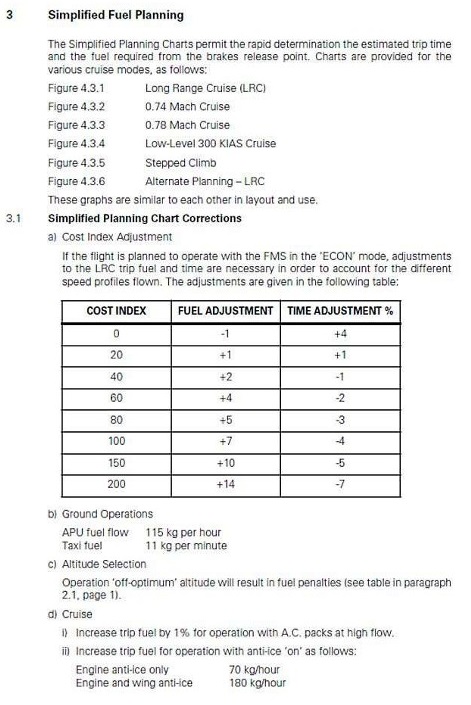 3 Simplified Fuel Planning
The Simplified Planning Charts permit the rapid determination the estimated trip time
and the fuel required from the brakes release point. Charts are provided for the
various cruise modes, as follows:
Figure 4.3.1 Long Range Cruise (LRC)
Figure 4.3.2 0.74 Mach Cruise
Figure 4.3.3 0.78 Mach Cruise
Figure 4.3.4 Low-Level 300 KIAS Cruise
Figure 4.3.5 Stepped Climb
Figure 4.3.6 Alternate Planning – LRC
These graphs are similar to each other in layout and use.
3.1 Simplified Planning Chart Corrections
a) Cost Index Adjustment
If the flight is planned to operate with the FMS in the 'ECON' mode, adjustments
to the LRC trip fuel and time are necessary in order to account for the different
speed profiles flown. The adjustments are given in the following table:
COST INDEX FUEL ADJUSTMENT TIME ADJUSTMENT %
0 -1 +4
20 +1 +1
40 +2 -1
60 +4 -2
80 +5 -3
100 +7 -4
150 +10 -5
200 +14 -7
b) Ground Operations
APU fuel flow 115 kg per hour
Taxi fuel 11 kg per minute
c) Altitude Selection
Operation 'off-optimum' altitude will result in fuel penalties (see table in paragraph
2.1, page 1).
d) Cruise
i) Increase trip fuel by 1% for operation with A.C. packs at high flow.
ii) Increase trip fuel for operation with anti-ice 'on' as follows:
Engine anti-ice only 70 kg/hour
Engine and wing anti-ice 180 kg/hour